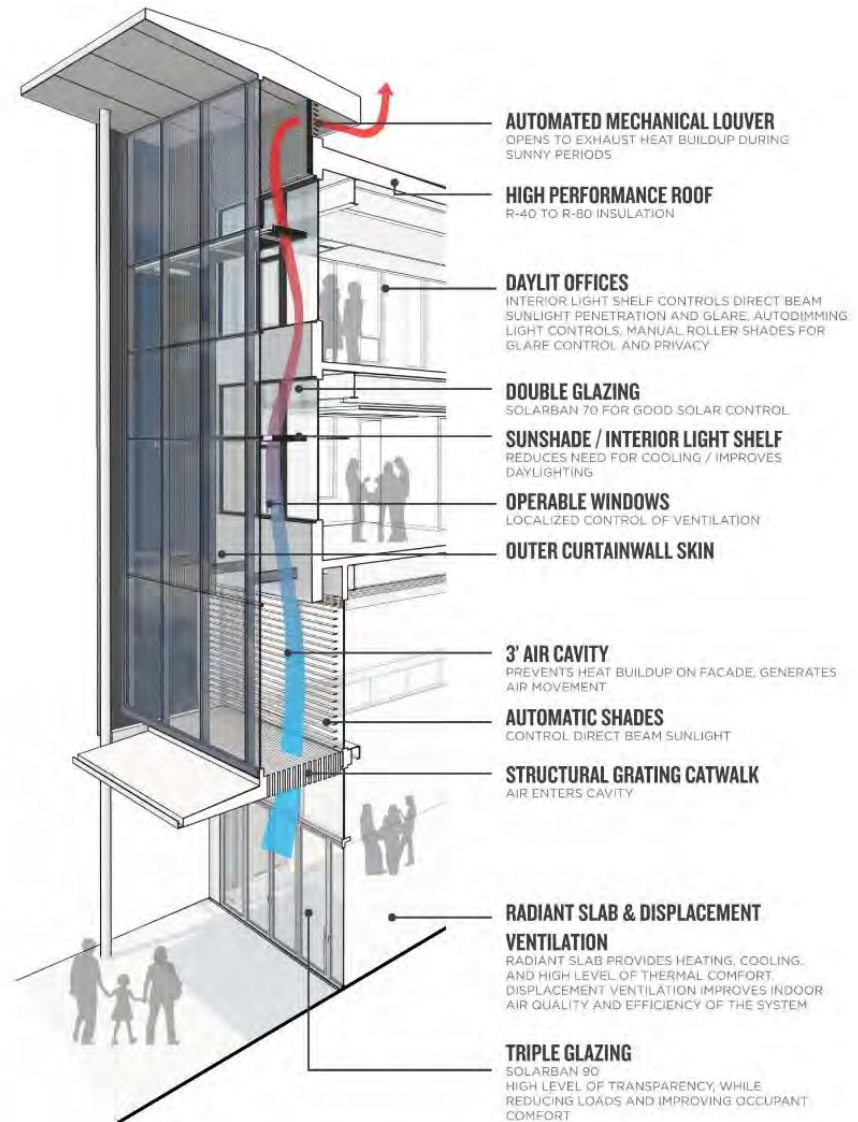 AUTOMATED MECHANICAL LOUVER
OPENS TO EXHAUST HEAT BUILDUP DURING
SUNNY PERIODS
HIGH PERFORMANCE ROOF
R-40 TO R-80 INSULATION
DAYLIT OFFICES
INTERIOR LIGHT SHELF CONTROLS DIRECT BEAM
SUNLIGHT PENETRATION AND GLARE, AUTODIMMING
LIGHT CONTROLS, MANUAL ROLLER SHADES FOR
GLARE CONTROL AND PRIVACY
DOUBLE GLAZING
SOLARBAN 70 FOR GOOD SOLAR CONTROL
SUNSHADE / INTERIOR LIGHT SHELF
REDUCES NEED FOR COOLING / IMPROVES
DAYLIGHTING
OPERABLE WINDOWS
LOCALIZED CONTROL OF VENTILATION
OUTER CURTAINWALL SKIN
3' AIR CAVITY
PREVENTS HEAT BUILDUP ON FACADE, GENERATES
AIR MOVEMENT
AUTOMATIC SHADES
CONTROL DIRECT BEAM SUNLIGHT
STRUCTURAL GRATING CATWALK
AIR ENTERS CAVITY
RADIANT SLAB & DISPLACEMENT
VENTILATION
RADIANT SLAB PROVIDES HEATING, COOLING,
AND HIGH LEVEL OF THERMAL COMFORT.
DISPLACEMENT VENTILATION IMPROVES INDOOR
AIR QUALITY AND EFFICIENCY OF THE SYSTEM
TRIPLE GLAZING
SOLARBAN 90
HIGH LEVEL OF TRANSPARENCY, WHILE
REDUCING LOADS AND IMPROVING OCCUPANT
COMFORT